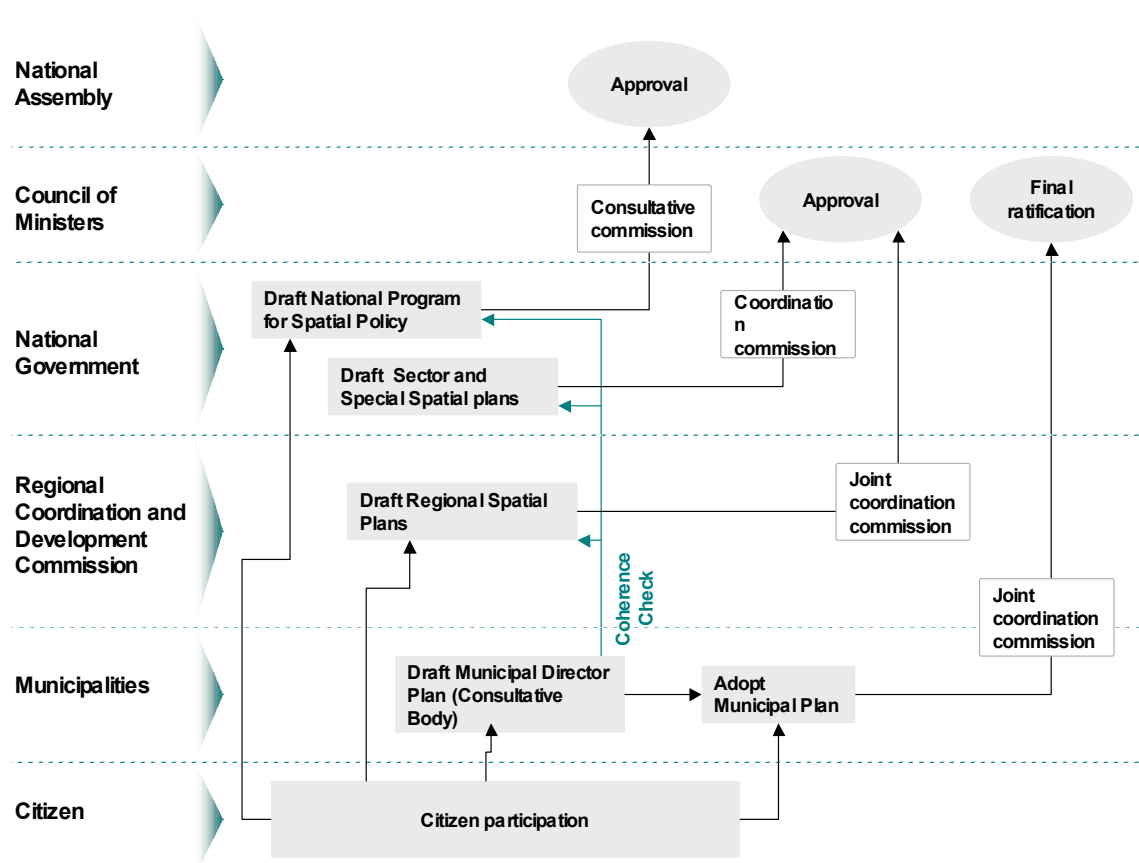 National
Assembly
Approval
Council of
Ministers
Consultative
commission
Approval
Final
ratification
National
Government
Draft National Program
for Spatial Policy
Coordinatio
n
commission
Draft Sector and
Special Spatial plans
Regional
Coordination and
Development
Commission
Draft Regional Spatial
Plans
Joint
coordination
commission
Coherence
Check
Joint
coordination
commission
Municipalities
Draft Municipal Director
Plan (Consultative
Body)
Adopt
Municipal Plan
Citizen
Citizen participation